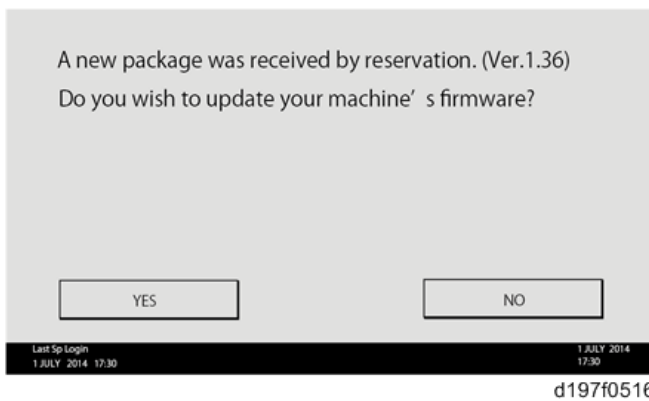 A new package was received by reservation. (Ver.1.36)
Do you wish to update your machine’ s firmware?
YES
NO
Last Sp Login
1 JULY 2014 17:30
1 JULY 2014
17:30
d197f0516